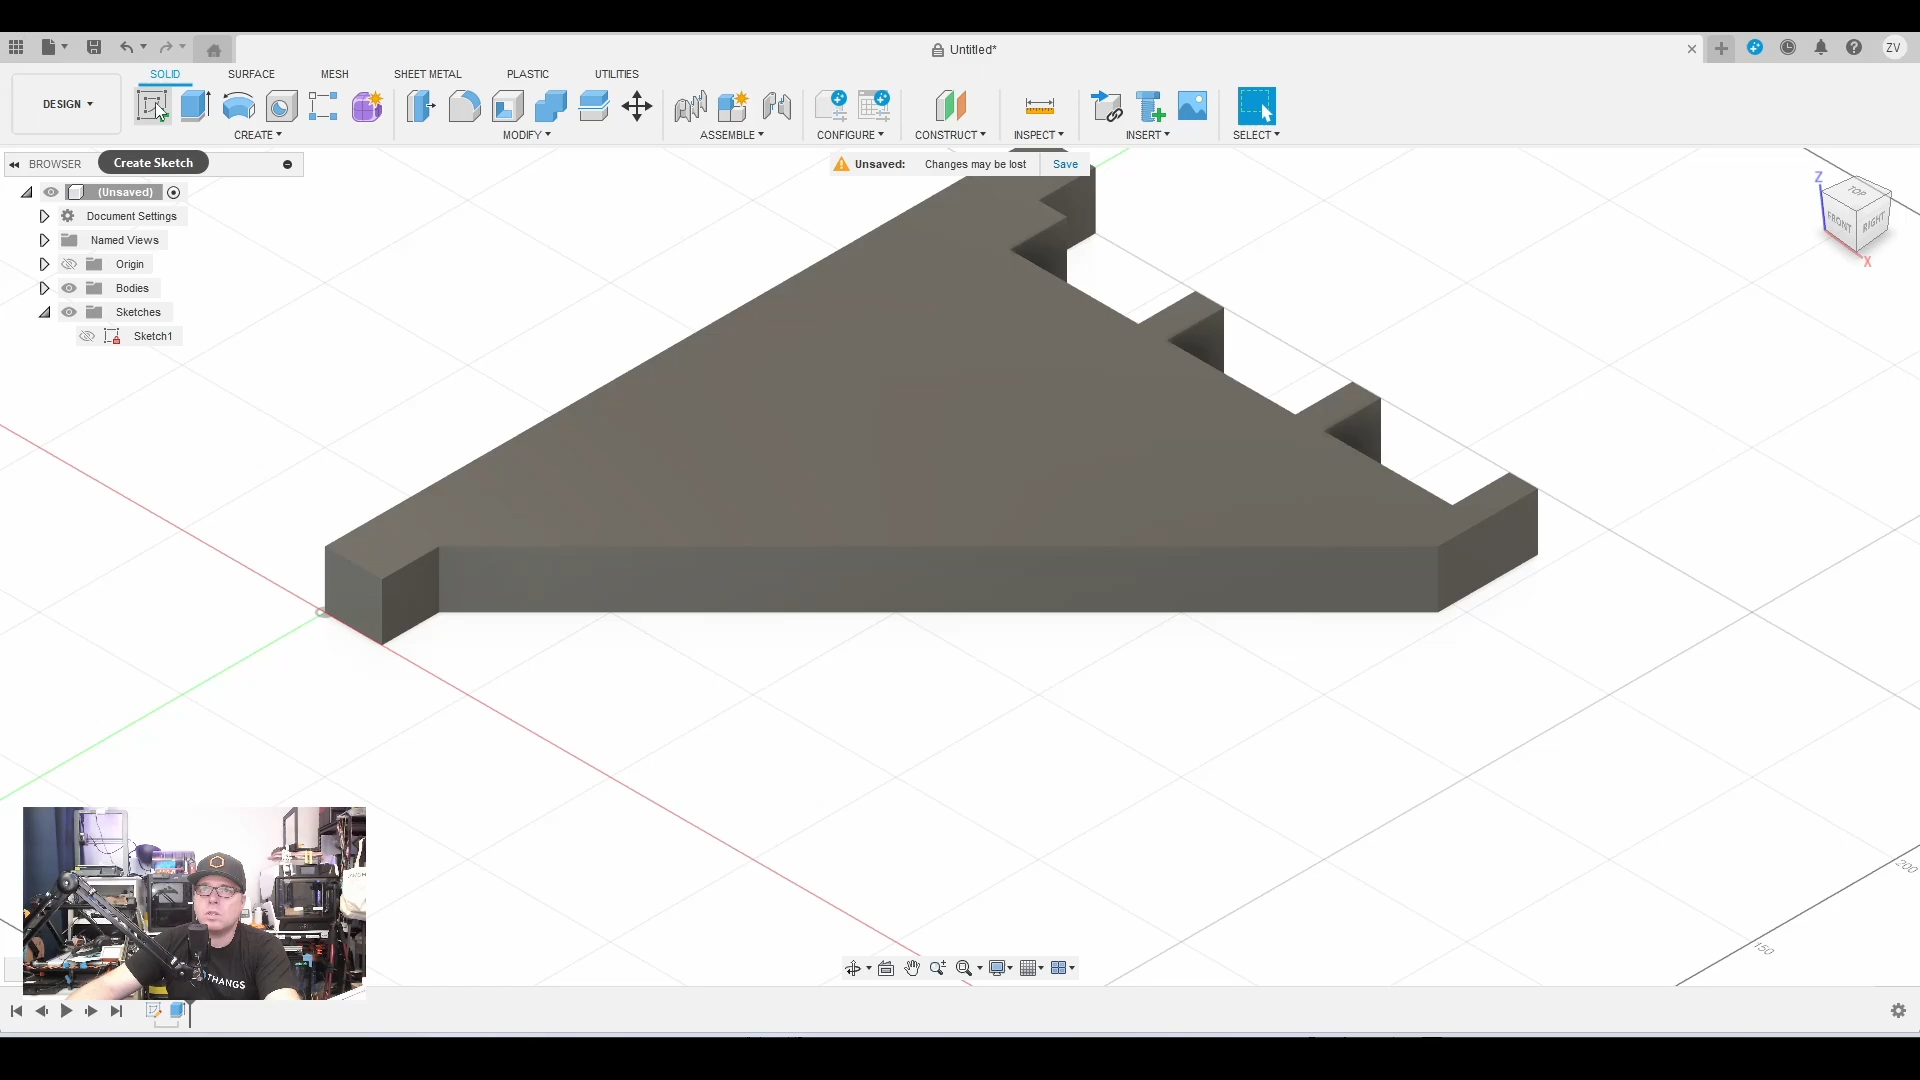 Untitled*
ZV
SOLID SURFACE MESH SHEET METAL PLASTIC UTILITIES
DESIGN
CREATE MODIFY ASSEMBLE CONFIGURE CONSTRUCT INSPECT INSERT SELECT
BROWSER
Create Sketch
Unsaved: Changes may be lost Save
(Unsaved)
Document Settings
Named Views
Origin
Bodies
Sketches
Sketch1
Z
TOP
FRONT
RIGHT
X
200
150
THANGS